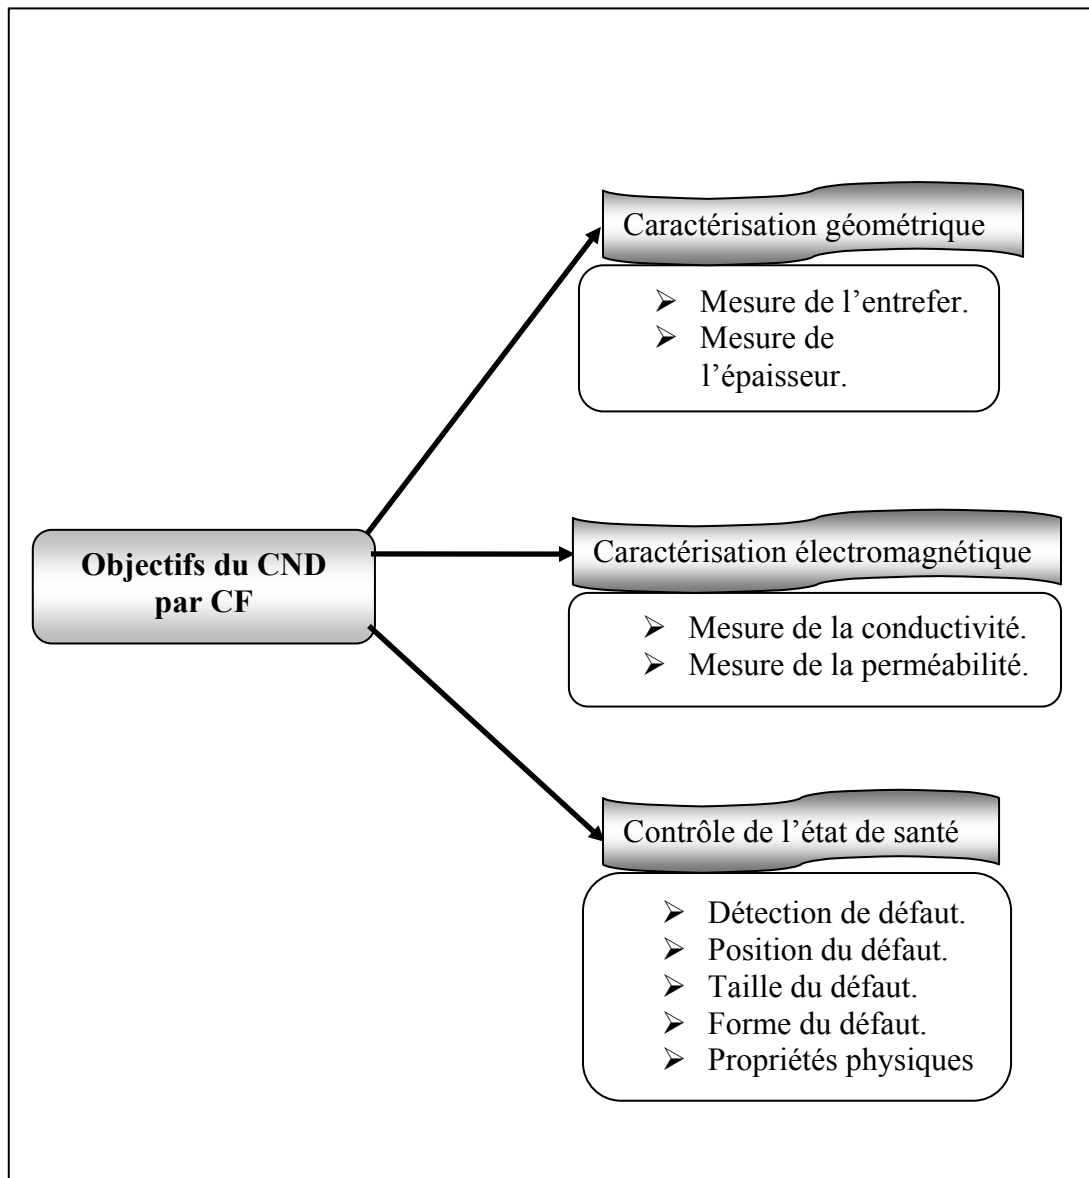 Caractérisation géométrique
➢ Mesure de l’entrefer.
➢ Mesure de
l’épaisseur.
Objectifs du CND
par CF
Caractérisation électromagnétique
➢ Mesure de la conductivité.
➢ Mesure de la perméabilité.
Contrôle de l’état de santé
➢ Détection de défaut.
➢ Position du défaut.
➢ Taille du défaut.
➢ Forme du défaut.
➢ Propriétés physiques